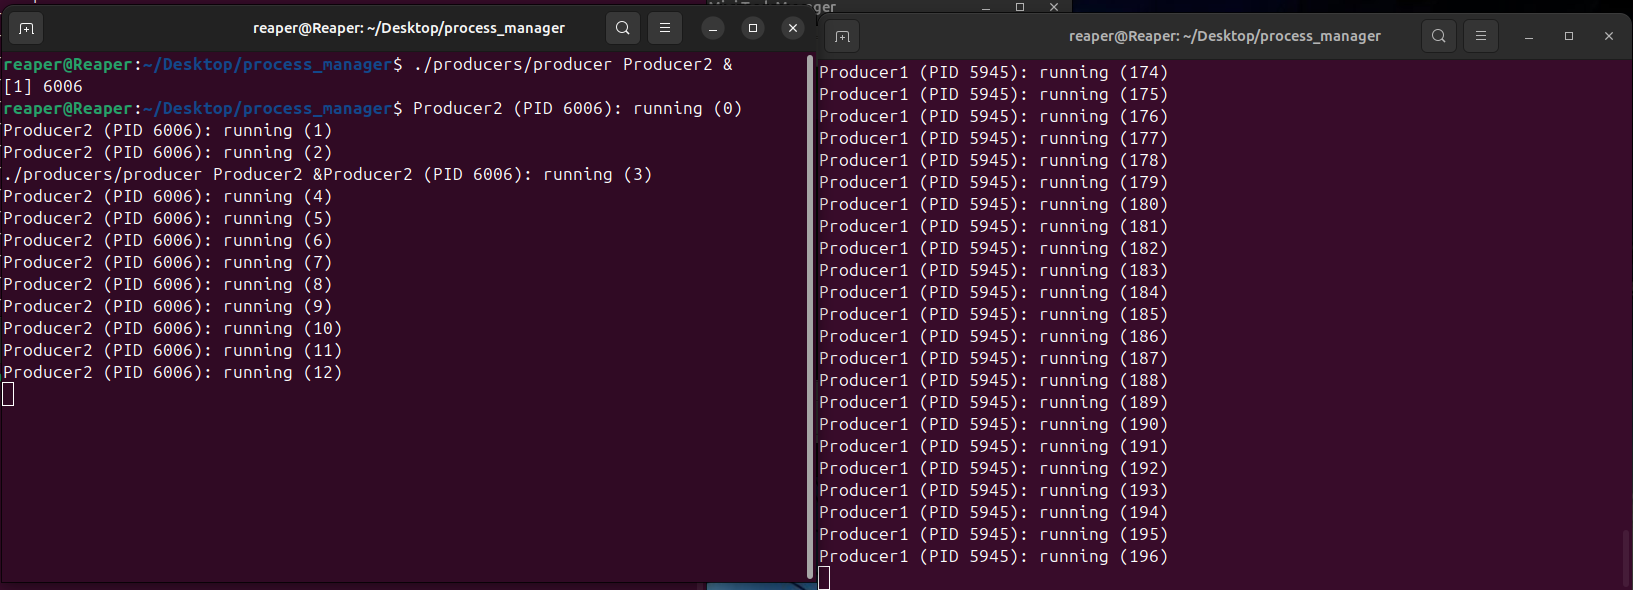 MiniTaskManager
reaper@Reaper: ~/Desktop/process_manager
reaper@Reaper:~/Desktop/process_manager$ ./producers/producer Producer2 &
[1] 6006
reaper@Reaper:~/Desktop/process_manager$ Producer2 (PID 6006): running (0)
Producer2 (PID 6006): running (1)
Producer2 (PID 6006): running (2)
./producers/producer Producer2 &Producer2 (PID 6006): running (3)
Producer2 (PID 6006): running (4)
Producer2 (PID 6006): running (5)
Producer2 (PID 6006): running (6)
Producer2 (PID 6006): running (7)
Producer2 (PID 6006): running (8)
Producer2 (PID 6006): running (9)
Producer2 (PID 6006): running (10)
Producer2 (PID 6006): running (11)
Producer2 (PID 6006): running (12)
reaper@Reaper: ~/Desktop/process_manager
Producer1 (PID 5945): running (174)
Producer1 (PID 5945): running (175)
Producer1 (PID 5945): running (176)
Producer1 (PID 5945): running (177)
Producer1 (PID 5945): running (178)
Producer1 (PID 5945): running (179)
Producer1 (PID 5945): running (180)
Producer1 (PID 5945): running (181)
Producer1 (PID 5945): running (182)
Producer1 (PID 5945): running (183)
Producer1 (PID 5945): running (184)
Producer1 (PID 5945): running (185)
Producer1 (PID 5945): running (186)
Producer1 (PID 5945): running (187)
Producer1 (PID 5945): running (188)
Producer1 (PID 5945): running (189)
Producer1 (PID 5945): running (190)
Producer1 (PID 5945): running (191)
Producer1 (PID 5945): running (192)
Producer1 (PID 5945): running (193)
Producer1 (PID 5945): running (194)
Producer1 (PID 5945): running (195)
Producer1 (PID 5945): running (196)